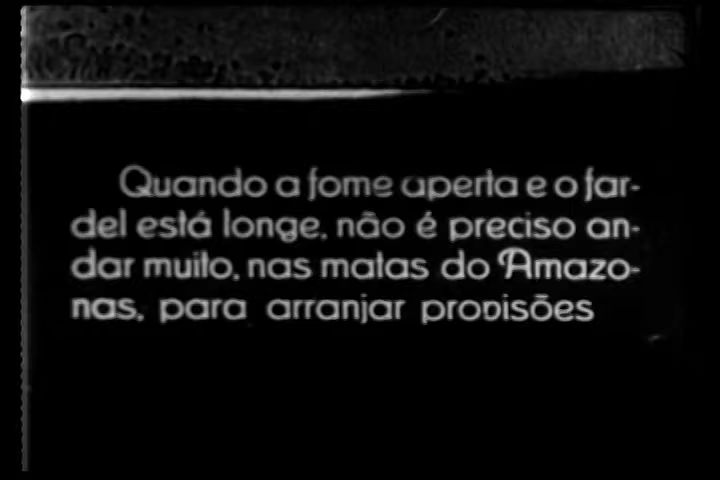 Quando a fome aperta e o far-
del está longe, não é preciso an-
dar muito, nas matas do Amazo-
nas, para arranjar provisões